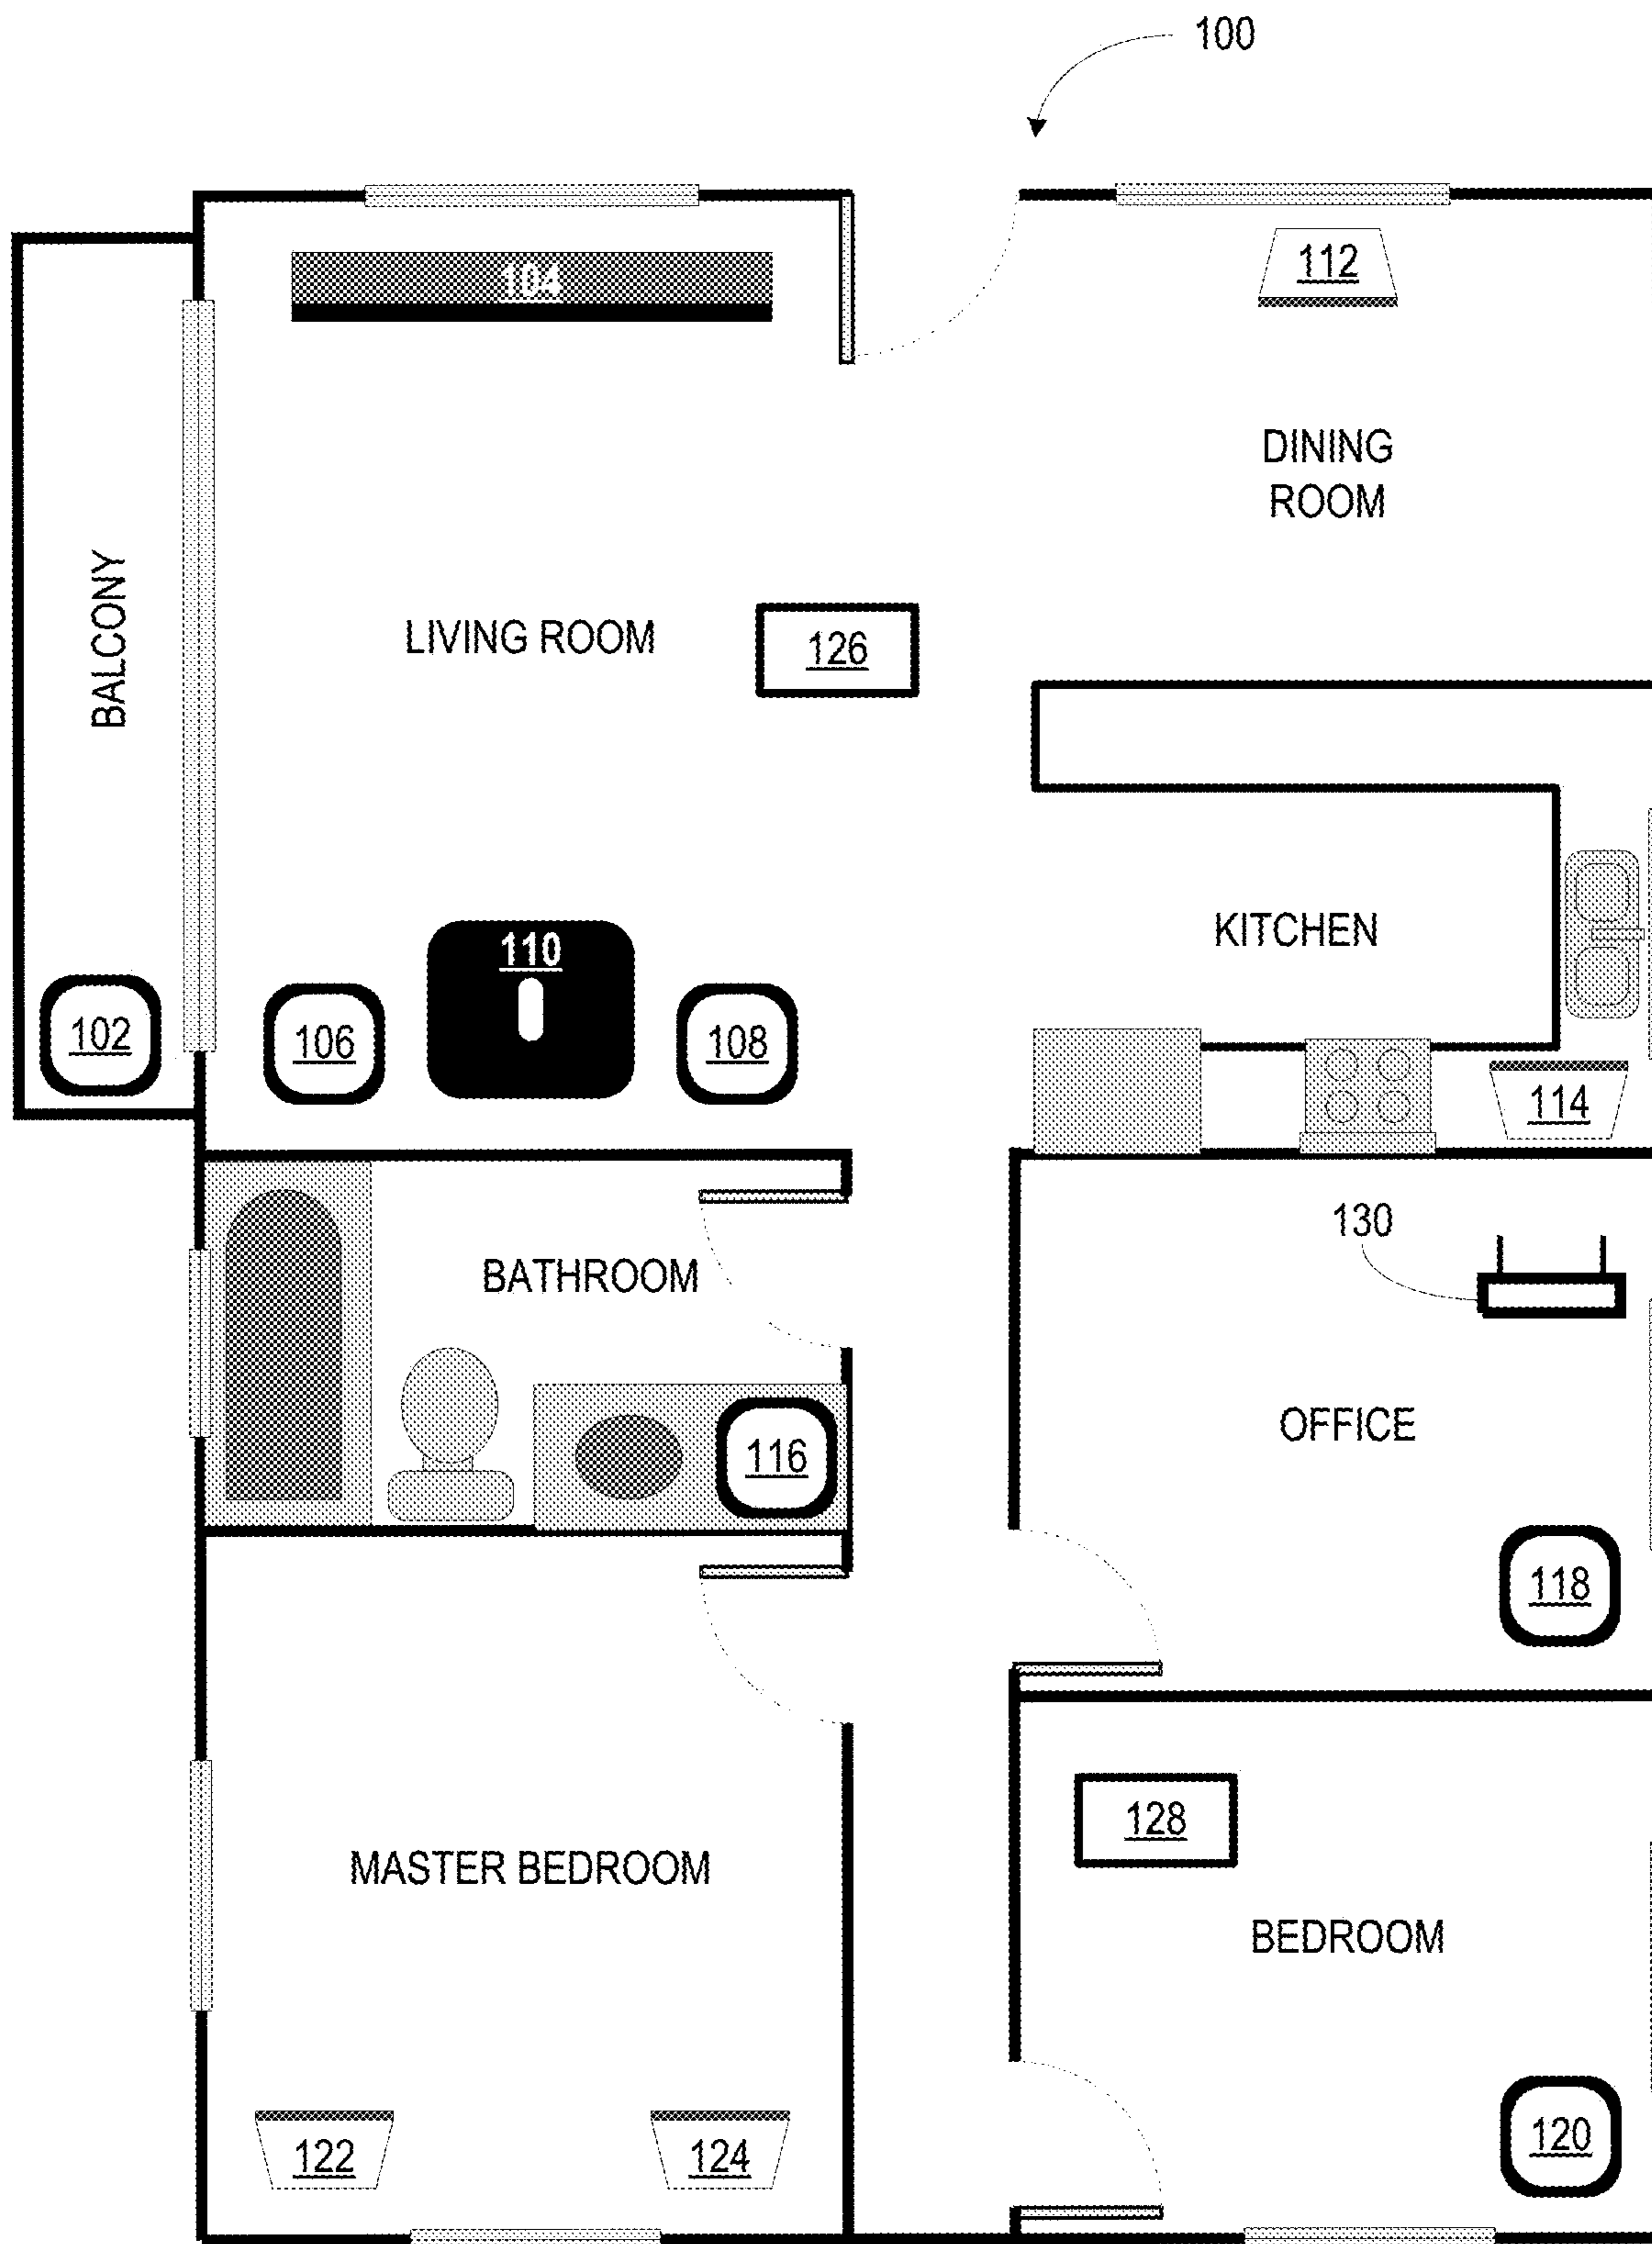 100
104
112
DINING
ROOM
BALCONY
LIVING ROOM
126
KITCHEN
110
102
106
108
114
130
BATHROOM
OFFICE
116
118
128
MASTER BEDROOM
BEDROOM
122
124
120